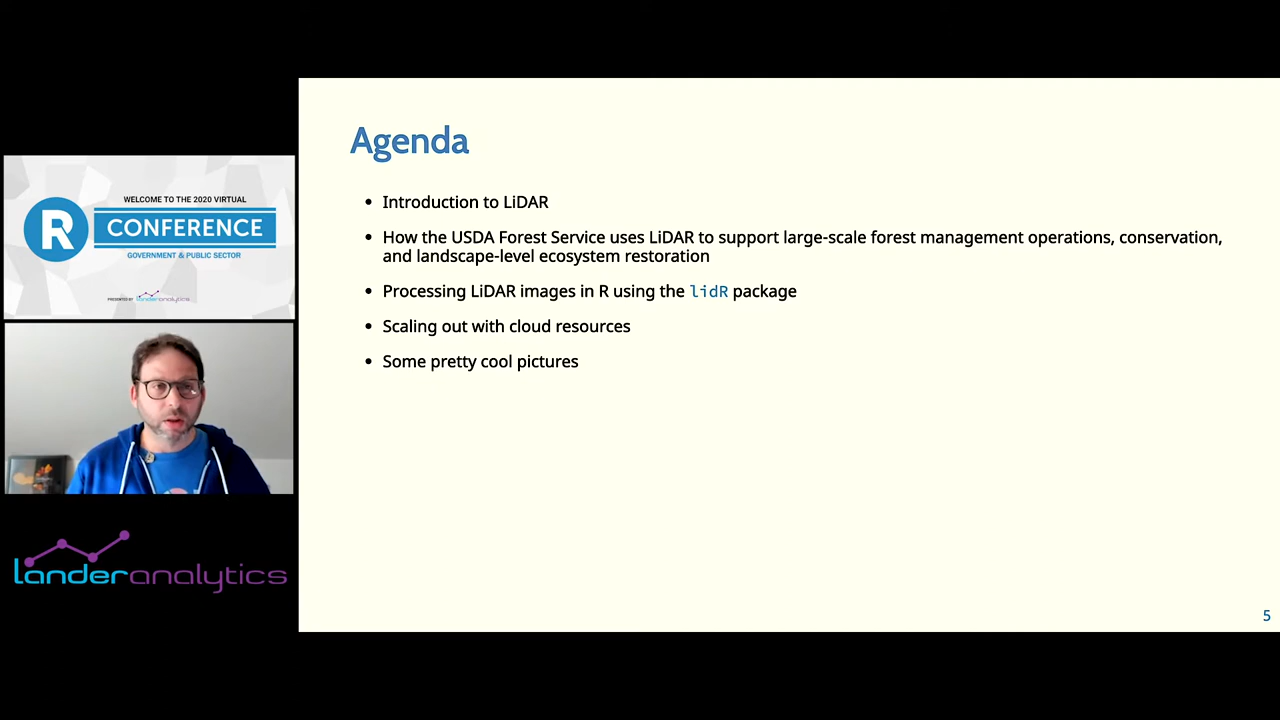 Agenda
Introduction to LiDAR
How the USDA Forest Service uses LiDAR to support large-scale forest management operations, conservation,
and landscape-level ecosystem restoration
Processing LiDAR images in R using the lidR package
Scaling out with cloud resources
Some pretty cool pictures
5
WELCOME TO THE 2020 VIRTUAL
R
CONFERENCE
GOVERNMENT & PUBLIC SECTOR
PRESENTED BY landeranalytics
landeranalytics